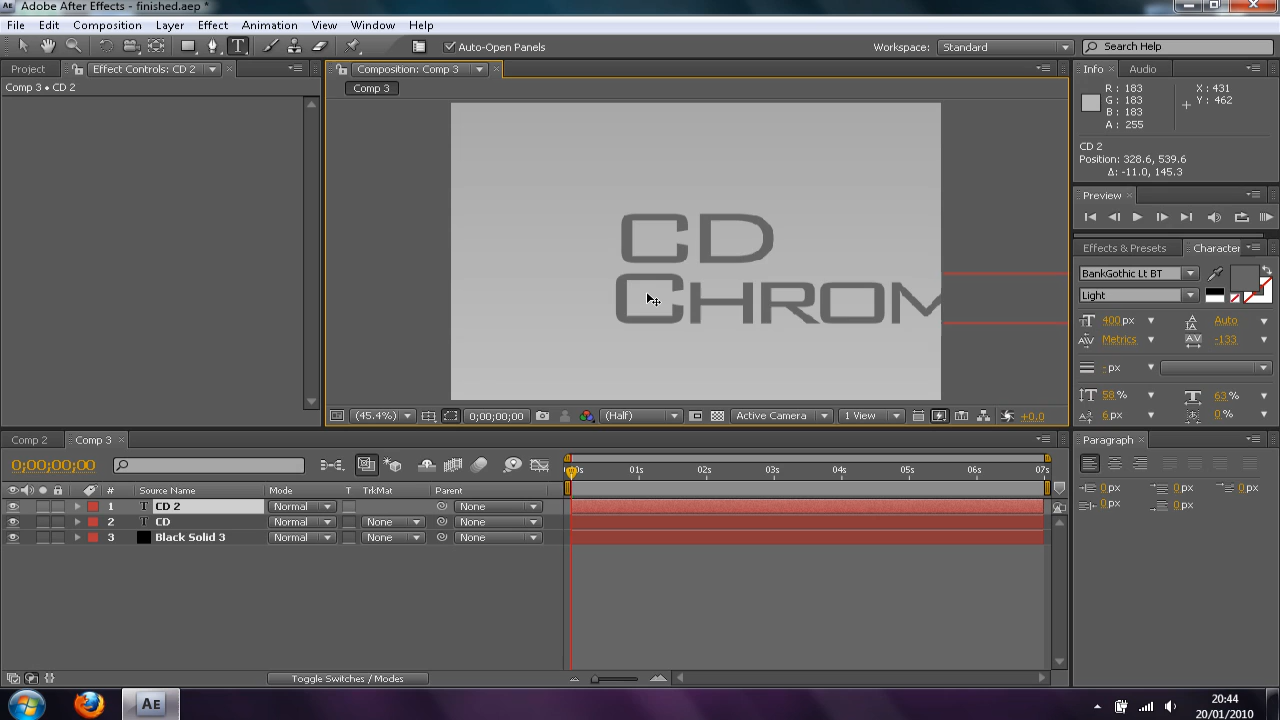 Adobe After Effects - finished.aep *
File Edit Composition Layer Effect Animation View Window Help
Auto-Open Panels
Workspace: Standard
Search Help
Project
Effect Controls: CD 2
Comp 3 • CD 2
Composition: Comp 3
Comp 3
CD
CHROM
(45.4%) 0;00;00;00 (Half) Active Camera 1 View +0.0
Info Audio
R : 183
G : 183
B : 183
A : 255
X : 431
Y : 462
CD 2
Position: 328.6, 539.6
Δ: -11.0, 145.3
Preview
Effects & Presets Character
BankGothic Lt BT
Light
400 px Auto
Metrics -133
- px
58 % 63 %
6 px 0 %
Paragraph
0 px 0 px 0 px
0 px 0 px
Comp 2 Comp 3
0;00;00;00
0s 01s 02s 03s 04s 05s 06s 07s
# Source Name Mode T TrkMat Parent
1 T CD 2 Normal None
2 T CD Normal None None
3 Black Solid 3 Normal None None
Toggle Switches / Modes
Ae
20:44
20/01/2010